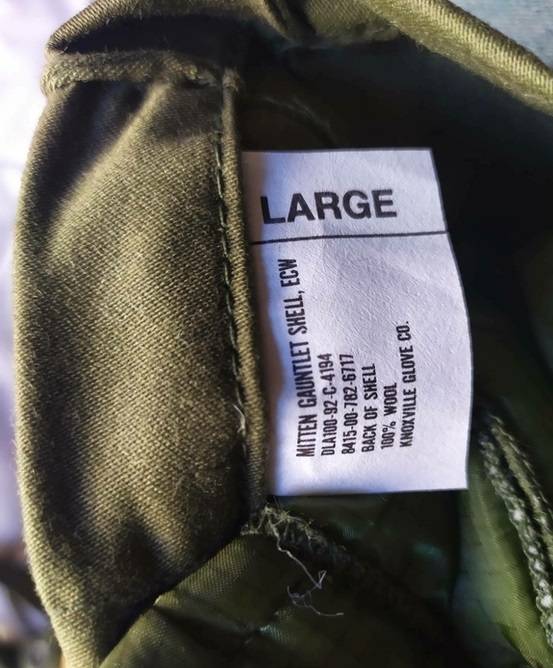 LARGE
MITTEN GAUNTLET SHELL, ECW
DLA100-92-C-4194
8415-00-782-6717
BACK OF SHELL
100% WOOL
KNOXVILLE GLOVE CO.